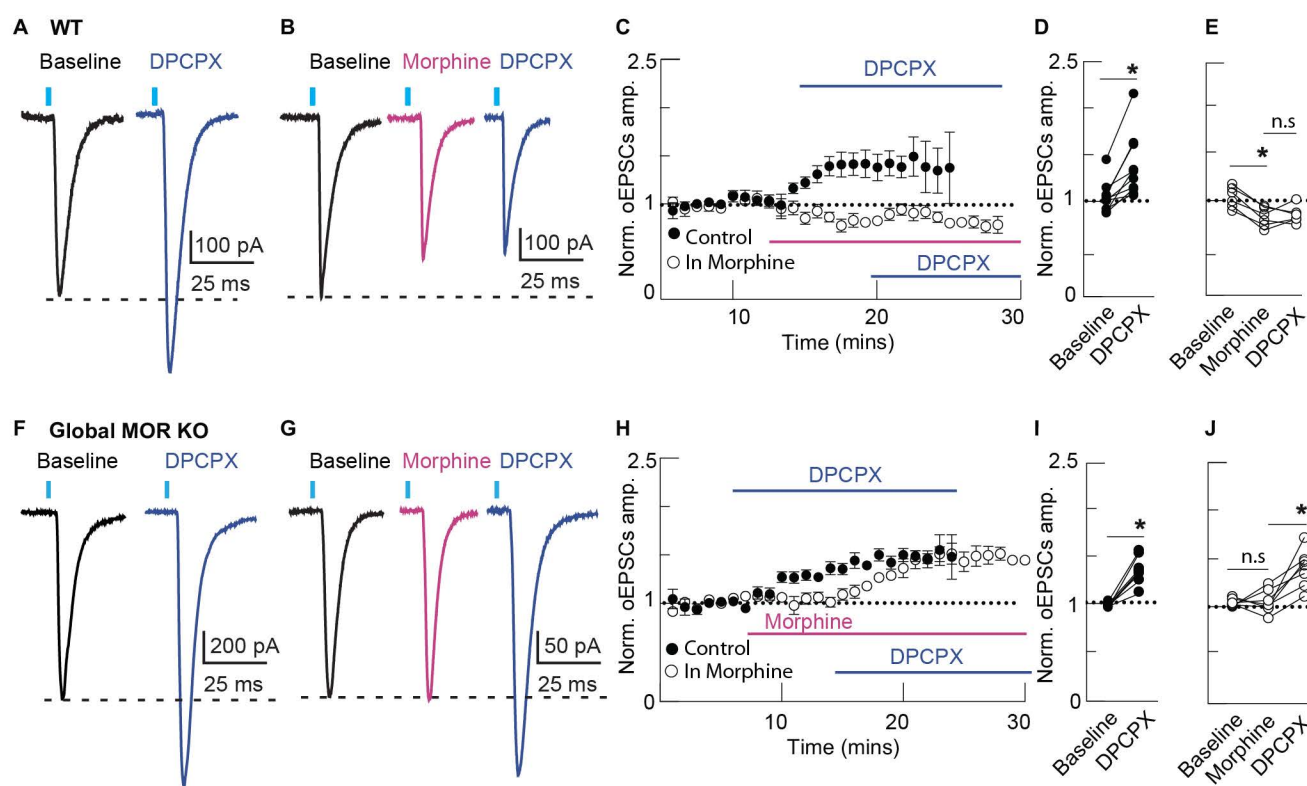 A WT
Baseline DPCPX
100 pA
25 ms
B
Baseline Morphine DPCPX
100 pA
25 ms
C
Norm. oEPSCs amp.
2.5
1
0
DPCPX
Control
In Morphine
DPCPX
10 20 30
Time (mins)
D
Norm. oEPSCs amp.
2.5
1
0
*
Baseline
DPCPX
E
n.s
*
Baseline
Morphine
DPCPX
F Global MOR KO
Baseline DPCPX
200 pA
25 ms
G
Baseline Morphine DPCPX
50 pA
25 ms
H
Norm. oEPSCs amp.
2.5
1
0
DPCPX
Morphine
Control
In Morphine
DPCPX
10 20 30
Time (mins)
I
Norm. oEPSCs amp.
2.5
1
0
*
Baseline
DPCPX
J
*
n.s
Baseline
Morphine
DPCPX